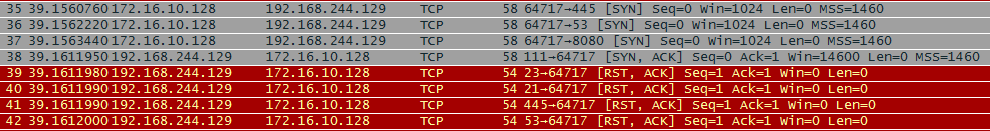 35 39.1560760 172.16.10.128 192.168.244.129 TCP 58 64717→445 [SYN] Seq=0 Win=1024 Len=0 MSS=1460
36 39.1562220 172.16.10.128 192.168.244.129 TCP 58 64717→53 [SYN] Seq=0 Win=1024 Len=0 MSS=1460
37 39.1563440 172.16.10.128 192.168.244.129 TCP 58 64717→8080 [SYN] Seq=0 Win=1024 Len=0 MSS=1460
38 39.1611950 192.168.244.129 172.16.10.128 TCP 58 111→64717 [SYN, ACK] Seq=0 Ack=1 Win=14600 Len=0 MSS=1460
39 39.1611980 192.168.244.129 172.16.10.128 TCP 54 23→64717 [RST, ACK] Seq=1 Ack=1 Win=0 Len=0
40 39.1611990 192.168.244.129 172.16.10.128 TCP 54 21→64717 [RST, ACK] Seq=1 Ack=1 Win=0 Len=0
41 39.1611990 192.168.244.129 172.16.10.128 TCP 54 445→64717 [RST, ACK] Seq=1 Ack=1 Win=0 Len=0
42 39.1612000 192.168.244.129 172.16.10.128 TCP 54 53→64717 [RST, ACK] Seq=1 Ack=1 Win=0 Len=0